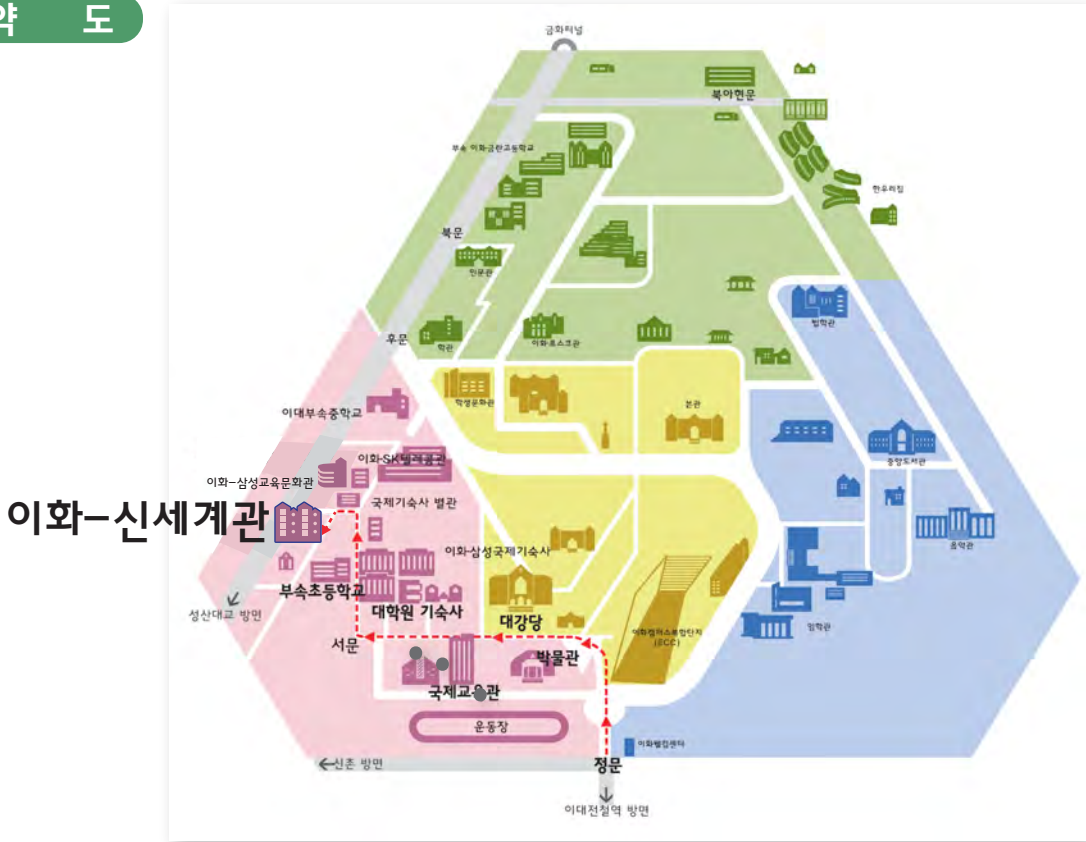 약 도
금화터널
북아현문
부속 이화·금란고등학교
한우리집
북문
인문관
법학관
후문
학관
이화·포스코관
이대부속중학교
학생문화관
본관
이화·SK텔레콤관
중앙도서관
이화-삼성교육문화관
국제기숙사 별관
이화-신세계관
음악관
이화·삼성국제기숙사
부속초등학교
대학원 기숙사
대강당
성산대교 방면
이화캠퍼스복합단지
(ECC)
서문
박물관
국제교육관
운동장
이화웰컴센터
신촌 방면
정문
이대전철역 방면